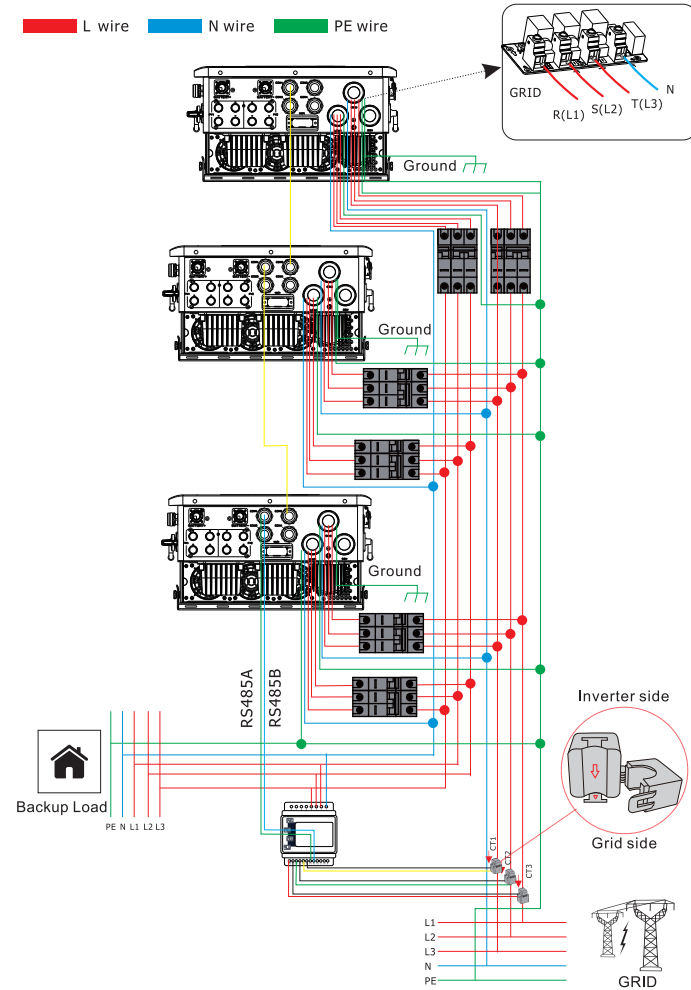 L wire
N wire
PE wire
GRID
R(L1)
S(L2)
T(L3)
N
Ground
Ground
Ground
RS485A
RS485B
Inverter side
Grid side
Backup Load
PE
N
L1
L2
L3
CT1
CT2
CT3
L1
L2
L3
N
PE
GRID